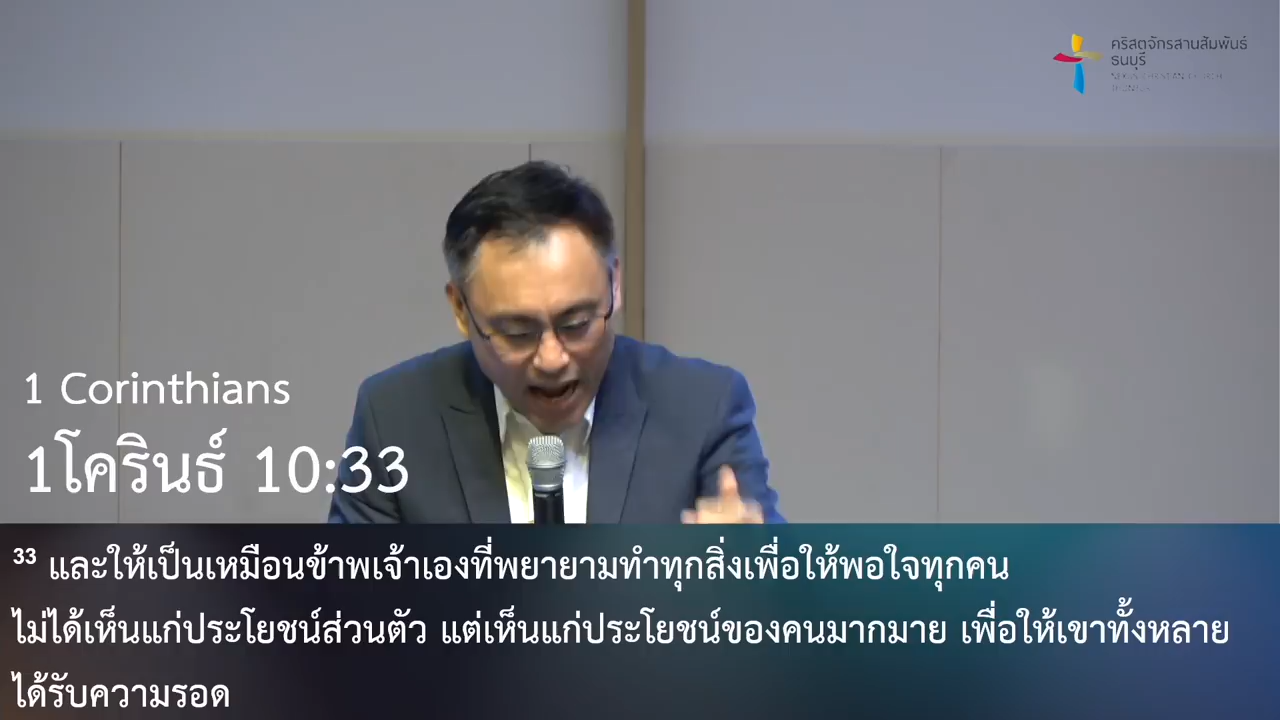 คริสตจักรสานสัมพันธ์
ธนบุรี
1 Corinthians
1โครินธ์ 10:33
33 และให้เป็นเหมือนข้าพเจ้าเองที่พยายามทำทุกสิ่งเพื่อให้พอใจทุกคน
ไม่ได้เห็นแก่ประโยชน์ส่วนตัว แต่เห็นแก่ประโยชน์ของคนมากมาย เพื่อให้เขาทั้งหลาย
ได้รับความรอด